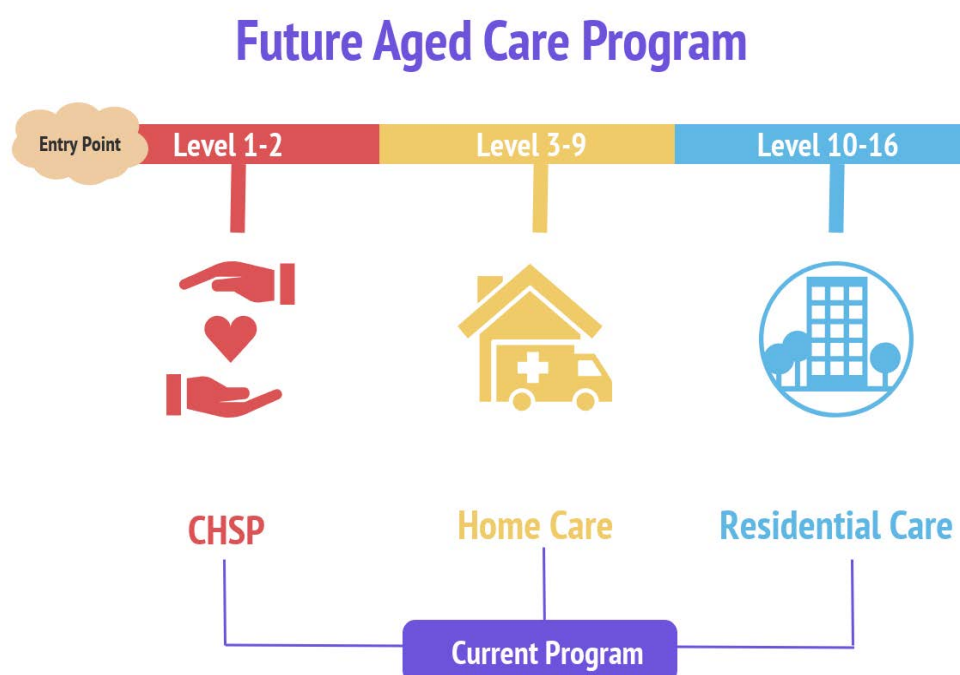 Future Aged Care Program
Entry Point
Level 1-2
Level 3-9
Level 10-16
CHSP
Home Care
Residential Care
Current Program